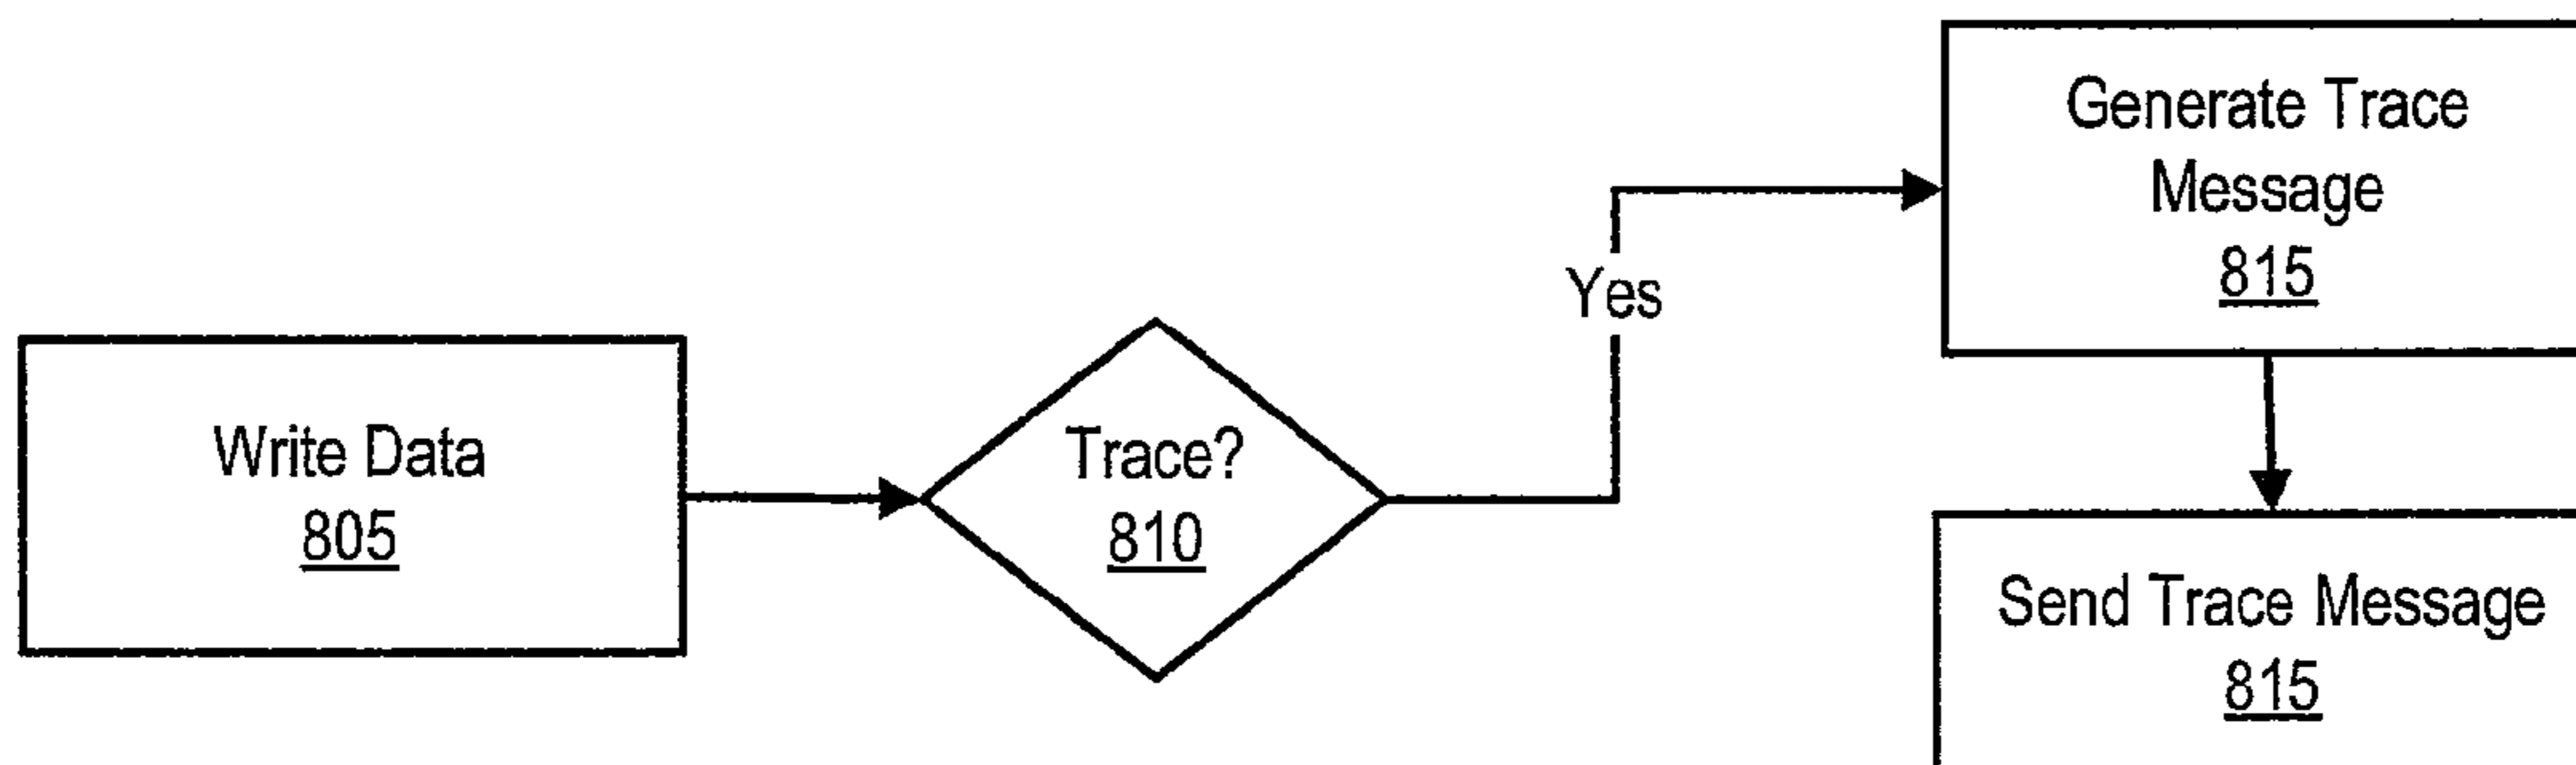 Write Data
805
Trace?
810
Yes
Generate Trace
Message
815
Send Trace Message
815